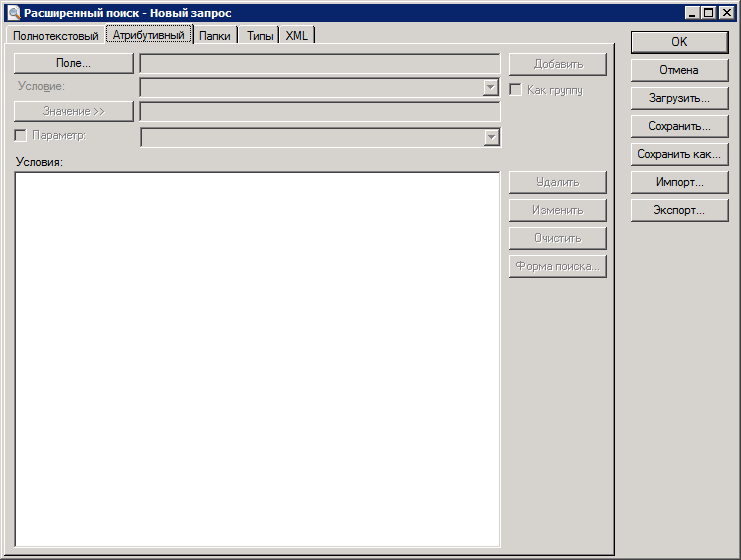 Расширенный поиск - Новый запрос
Полнотекстовый Атрибутивный Папки Типы XML
Поле...
Добавить
Условие:
Как группу
Значение >>
Параметр:
Условия:
Удалить
Изменить
Очистить
Форма поиска...
OK
Отмена
Загрузить...
Сохранить...
Сохранить как...
Импорт...
Экспорт...